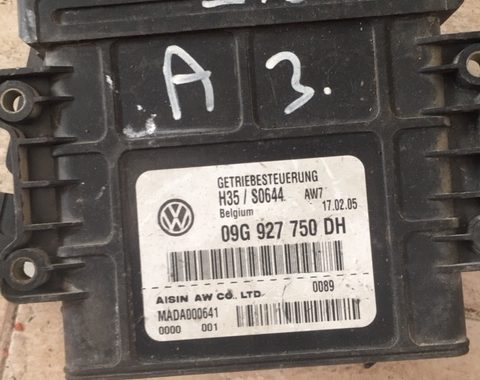 A 3.
GETRIEBESTEUERUNG
H35 / S0644 AW7
Belgium 17.02.05
09G 927 750 DH
AISIN AW CO., LTD 0089
MADA000641
0000 001